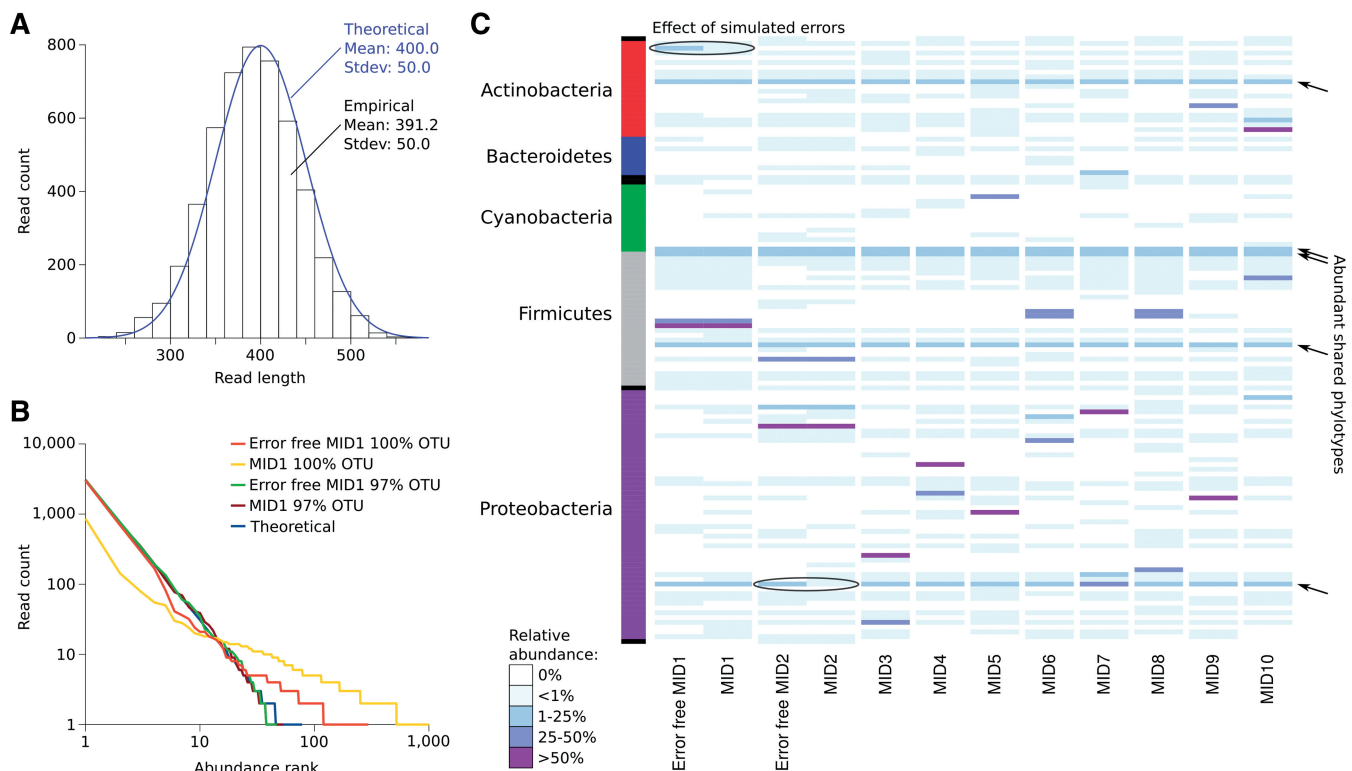 A
Theoretical
Mean: 400.0
Stdev: 50.0
Empirical
Mean: 391.2
Stdev: 50.0
800
600
400
200
0
Read count
300
400
500
Read length
B
10,000
1,000
100
10
1
Read count
Error free MID1 100% OTU
MID1 100% OTU
Error free MID1 97% OTU
MID1 97% OTU
Theoretical
1
10
100
1,000
Abundance rank
C
Effect of simulated errors
Actinobacteria
Bacteroidetes
Cyanobacteria
Firmicutes
Proteobacteria
Abundant shared phylotypes
Relative
abundance:
0%
<1%
1-25%
25-50%
>50%
Error free MID1
MID1
Error free MID2
MID2
MID3
MID4
MID5
MID6
MID7
MID8
MID9
MID10